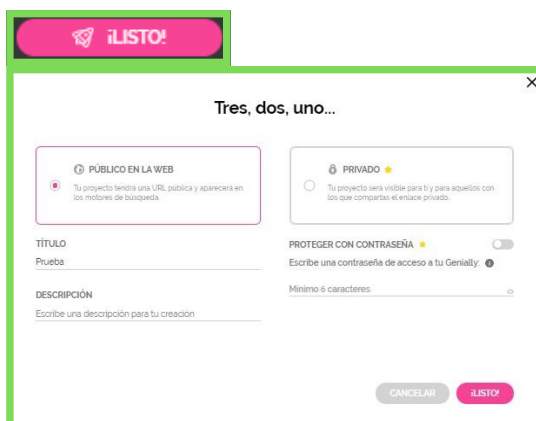 ¡LISTO!
Tres, dos, uno...
PÚBLICO EN LA WEB
Tu proyecto tendrá una URL pública y aparecerá en
los motores de búsqueda.
PRIVADO
Tu proyecto será visible para ti y para aquellos con
los que compartas el enlace privado.
TÍTULO
Prueba
DESCRIPCIÓN
Escribe una descripción para tu creación
PROTEGER CON CONTRASEÑA
Escribe una contraseña de acceso a tu Genially:
Mínimo 6 caracteres
CANCELAR
¡LISTO!